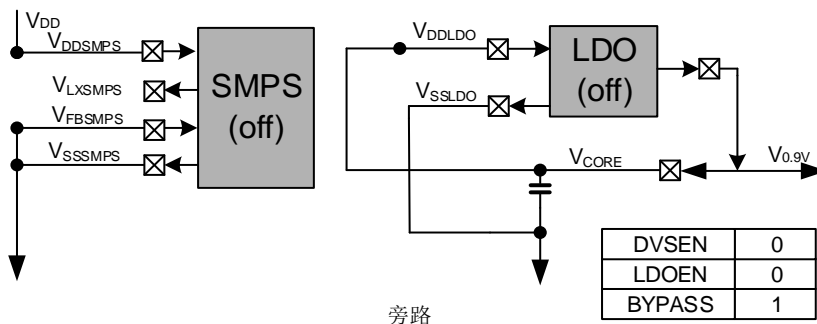 VDD
VDDSMPS
VLXSMPS
VFBSMPS
VSSSMPS
SMPS
(off)
VDDLDO
VSSLDO
LDO
(off)
VCORE
V0.9V
DVSEN 0
LDOEN 0
BYPASS 1
旁路